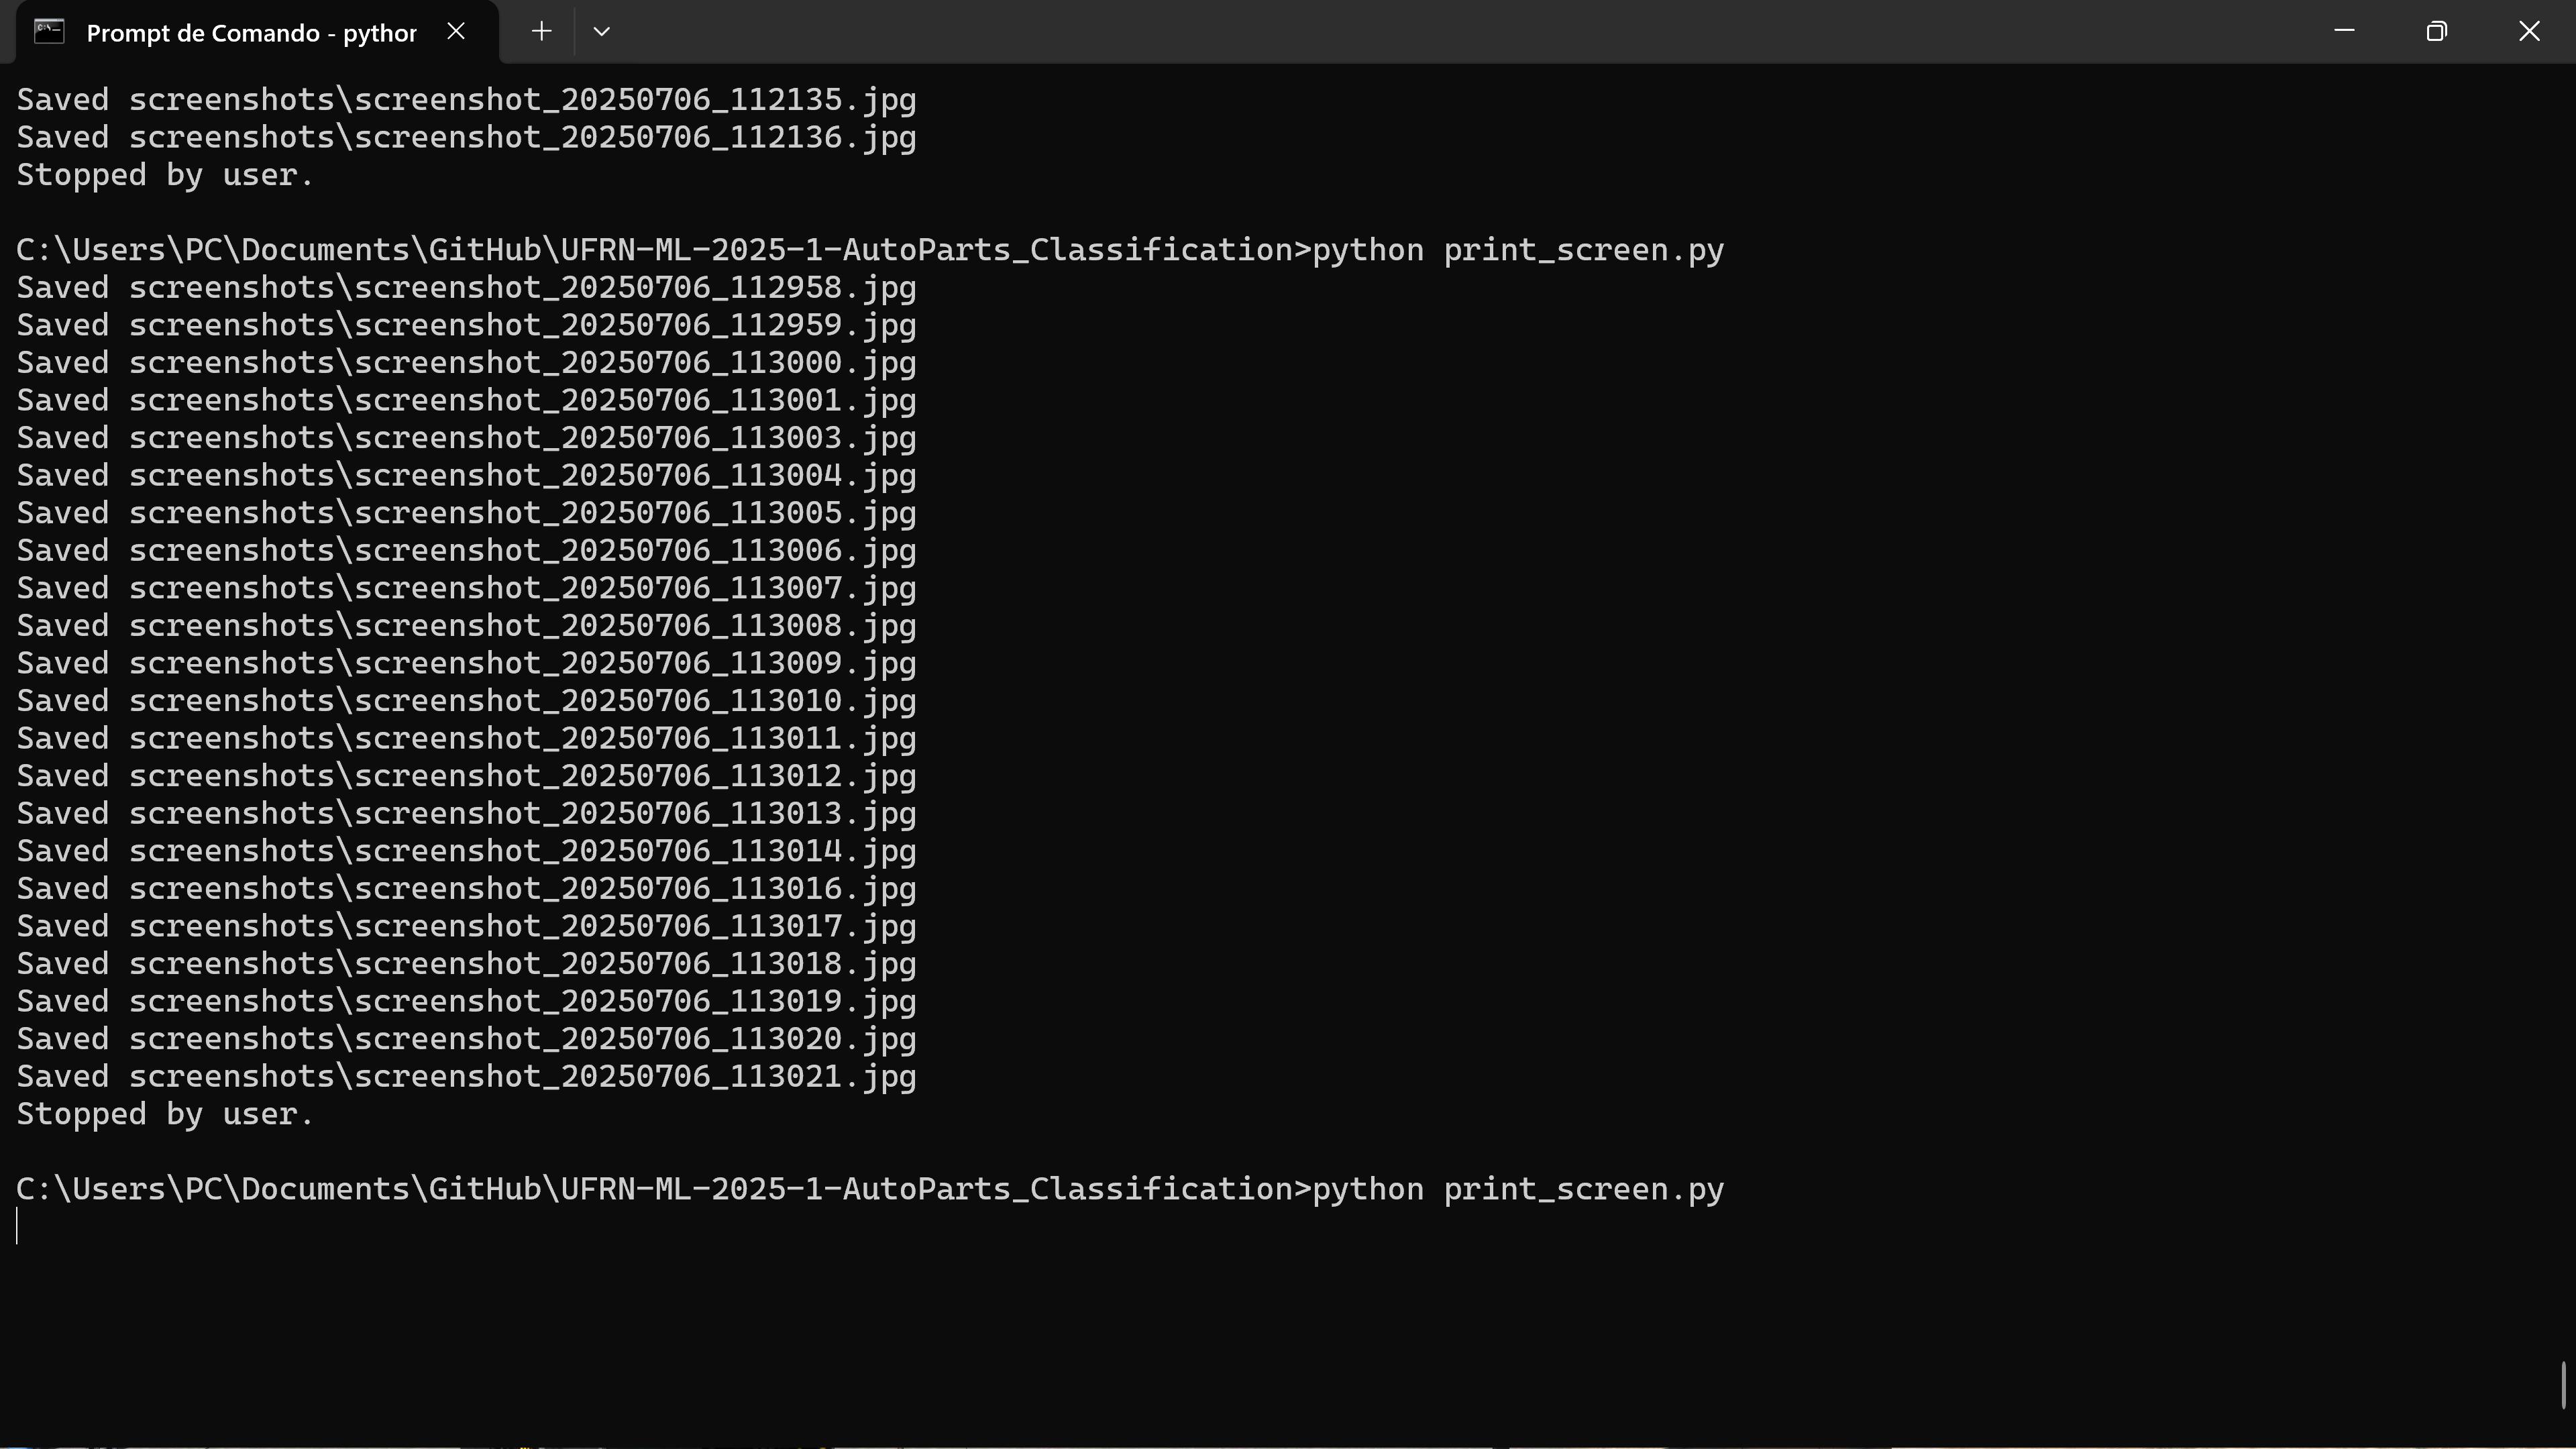 Prompt de Comando - python
Saved screenshots\screenshot_20250706_112135.jpg
Saved screenshots\screenshot_20250706_112136.jpg
Stopped by user.
C:\Users\PC\Documents\GitHub\UFRN-ML-2025-1-AutoParts_Classification>python print_screen.py
Saved screenshots\screenshot_20250706_112958.jpg
Saved screenshots\screenshot_20250706_112959.jpg
Saved screenshots\screenshot_20250706_113000.jpg
Saved screenshots\screenshot_20250706_113001.jpg
Saved screenshots\screenshot_20250706_113003.jpg
Saved screenshots\screenshot_20250706_113004.jpg
Saved screenshots\screenshot_20250706_113005.jpg
Saved screenshots\screenshot_20250706_113006.jpg
Saved screenshots\screenshot_20250706_113007.jpg
Saved screenshots\screenshot_20250706_113008.jpg
Saved screenshots\screenshot_20250706_113009.jpg
Saved screenshots\screenshot_20250706_113010.jpg
Saved screenshots\screenshot_20250706_113011.jpg
Saved screenshots\screenshot_20250706_113012.jpg
Saved screenshots\screenshot_20250706_113013.jpg
Saved screenshots\screenshot_20250706_113014.jpg
Saved screenshots\screenshot_20250706_113016.jpg
Saved screenshots\screenshot_20250706_113017.jpg
Saved screenshots\screenshot_20250706_113018.jpg
Saved screenshots\screenshot_20250706_113019.jpg
Saved screenshots\screenshot_20250706_113020.jpg
Saved screenshots\screenshot_20250706_113021.jpg
Stopped by user.
C:\Users\PC\Documents\GitHub\UFRN-ML-2025-1-AutoParts_Classification>python print_screen.py